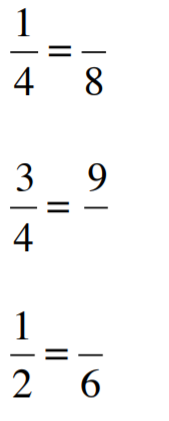 1/4 = /8
3/4 = 9/
1/2 = /6